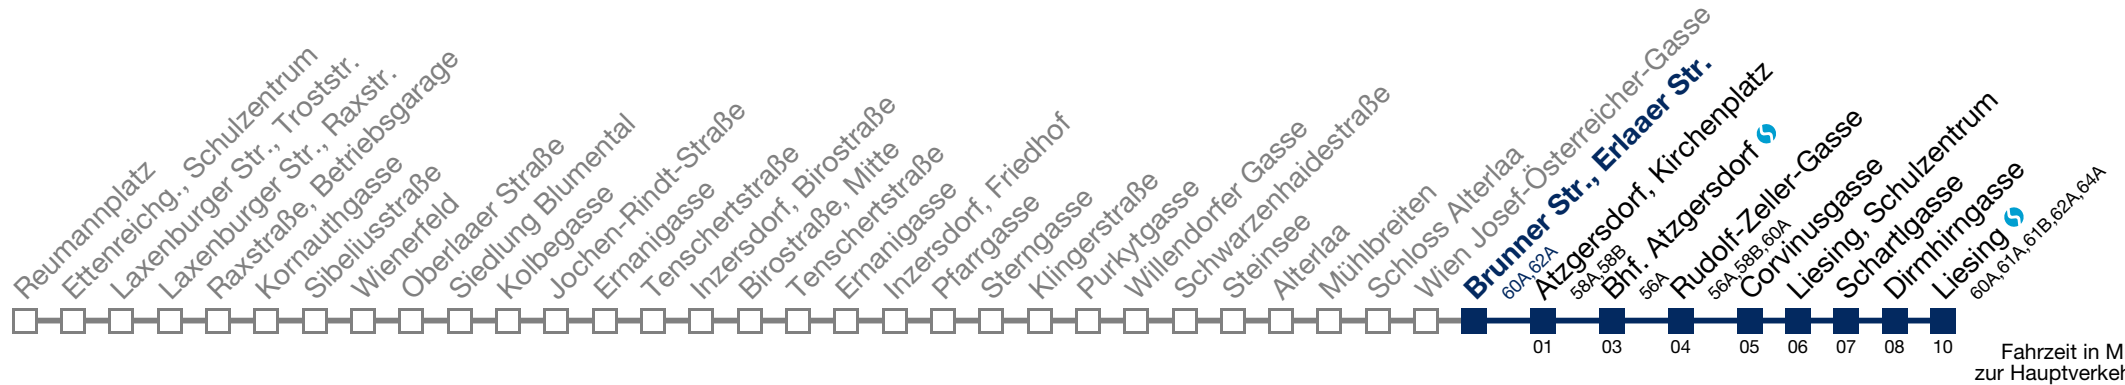 Reumannplatz
Ettenreichg., Schulzentrum
Laxenburger Str., Troststr.
Laxenburger Str., Raxstr.
Raxstraße, Betriebsgarage
Kornauthgasse
Sibeliusstraße
Wienerfeld
Oberlaaer Straße
Siedlung Blumental
Kolbegasse
Jochen-Rindt-Straße
Ernanigasse
Tenschertstraße
Inzersdorf, Birostraße
Birostraße, Mitte
Tenschertstraße
Ernanigasse
Inzersdorf, Friedhof
Pfarrgasse
Sterngasse
Klingerstraße
Purkytgasse
Willendorfer Gasse
Schwarzenhaidestraße
Steinsee
Alterlaa
Mühlbreiten
Schloss Alterlaa
Wien Josef-Österreicher-Gasse
Brunner Str., Erlaaer Str.
60A,62A
Atzgersdorf, Kirchenplatz
58A,58B
Bhf. Atzgersdorf
56A
Rudolf-Zeller-Gasse
56A,58B,60A
Corvinusgasse
Liesing, Schulzentrum
Schartlgasse
Dirmhirngasse
Liesing
60A,61A,61B,62A,64A
01 03 04 05 06 07 08 10
Fahrzeit in M
zur Hauptverkeh